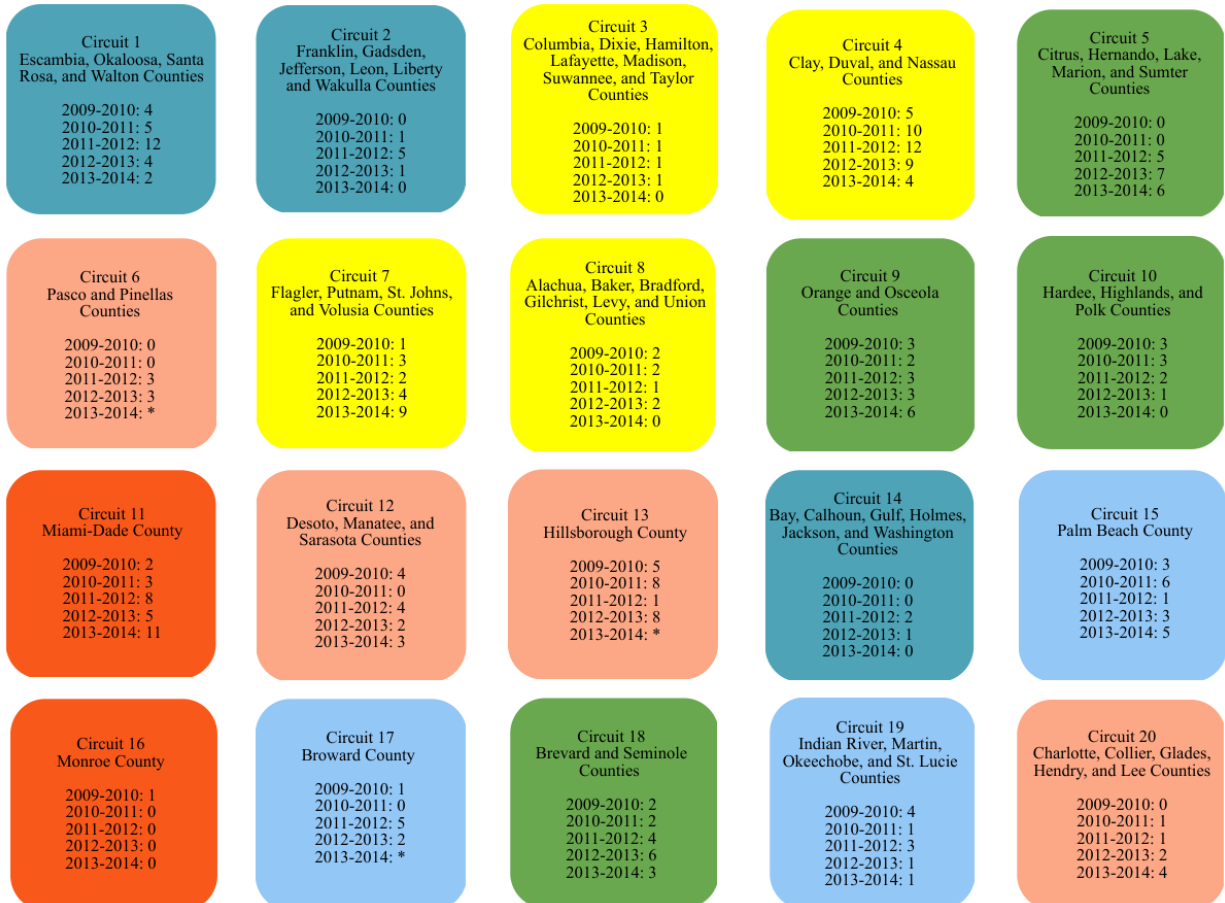 Circuit 1
Escambia, Okaloosa, Santa
Rosa, and Walton Counties
2009-2010: 4
2010-2011: 5
2011-2012: 12
2012-2013: 4
2013-2014: 2
Circuit 2
Franklin, Gadsden,
Jefferson, Leon, Liberty
and Wakulla Counties
2009-2010: 0
2010-2011: 1
2011-2012: 5
2012-2013: 1
2013-2014: 0
Circuit 3
Columbia, Dixie, Hamilton,
Lafayette, Madison,
Suwannee, and Taylor
Counties
2009-2010: 1
2010-2011: 1
2011-2012: 1
2012-2013: 1
2013-2014: 0
Circuit 4
Clay, Duval, and Nassau
Counties
2009-2010: 5
2010-2011: 10
2011-2012: 12
2012-2013: 9
2013-2014: 4
Circuit 5
Citrus, Hernando, Lake,
Marion, and Sumter
Counties
2009-2010: 0
2010-2011: 0
2011-2012: 5
2012-2013: 7
2013-2014: 6
Circuit 6
Pasco and Pinellas
Counties
2009-2010: 0
2010-2011: 0
2011-2012: 3
2012-2013: 3
2013-2014: *
Circuit 7
Flagler, Putnam, St. Johns,
and Volusia Counties
2009-2010: 1
2010-2011: 3
2011-2012: 2
2012-2013: 4
2013-2014: 9
Circuit 8
Alachua, Baker, Bradford,
Gilchrist, Levy, and Union
Counties
2009-2010: 2
2010-2011: 2
2011-2012: 1
2012-2013: 2
2013-2014: 0
Circuit 9
Orange and Osceola
Counties
2009-2010: 3
2010-2011: 2
2011-2012: 3
2012-2013: 3
2013-2014: 6
Circuit 10
Hardee, Highlands, and
Polk Counties
2009-2010: 3
2010-2011: 3
2011-2012: 2
2012-2013: 1
2013-2014: 0
Circuit 11
Miami-Dade County
2009-2010: 2
2010-2011: 3
2011-2012: 8
2012-2013: 5
2013-2014: 11
Circuit 12
Desoto, Manatee, and
Sarasota Counties
2009-2010: 4
2010-2011: 0
2011-2012: 4
2012-2013: 2
2013-2014: 3
Circuit 13
Hillsborough County
2009-2010: 5
2010-2011: 8
2011-2012: 1
2012-2013: 8
2013-2014: *
Circuit 14
Bay, Calhoun, Gulf, Holmes,
Jackson, and Washington
Counties
2009-2010: 0
2010-2011: 0
2011-2012: 2
2012-2013: 1
2013-2014: 0
Circuit 15
Palm Beach County
2009-2010: 3
2010-2011: 6
2011-2012: 1
2012-2013: 3
2013-2014: 5
Circuit 16
Monroe County
2009-2010: 1
2010-2011: 0
2011-2012: 0
2012-2013: 0
2013-2014: 0
Circuit 17
Broward County
2009-2010: 1
2010-2011: 0
2011-2012: 5
2012-2013: 2
2013-2014: *
Circuit 18
Brevard and Seminole
Counties
2009-2010: 2
2010-2011: 2
2011-2012: 4
2012-2013: 6
2013-2014: 3
Circuit 19
Indian River, Martin,
Okeechobe, and St. Lucie
Counties
2009-2010: 4
2010-2011: 1
2011-2012: 3
2012-2013: 1
2013-2014: 1
Circuit 20
Charlotte, Collier, Glades,
Hendry, and Lee Counties
2009-2010: 0
2010-2011: 1
2011-2012: 1
2012-2013: 2
2013-2014: 4